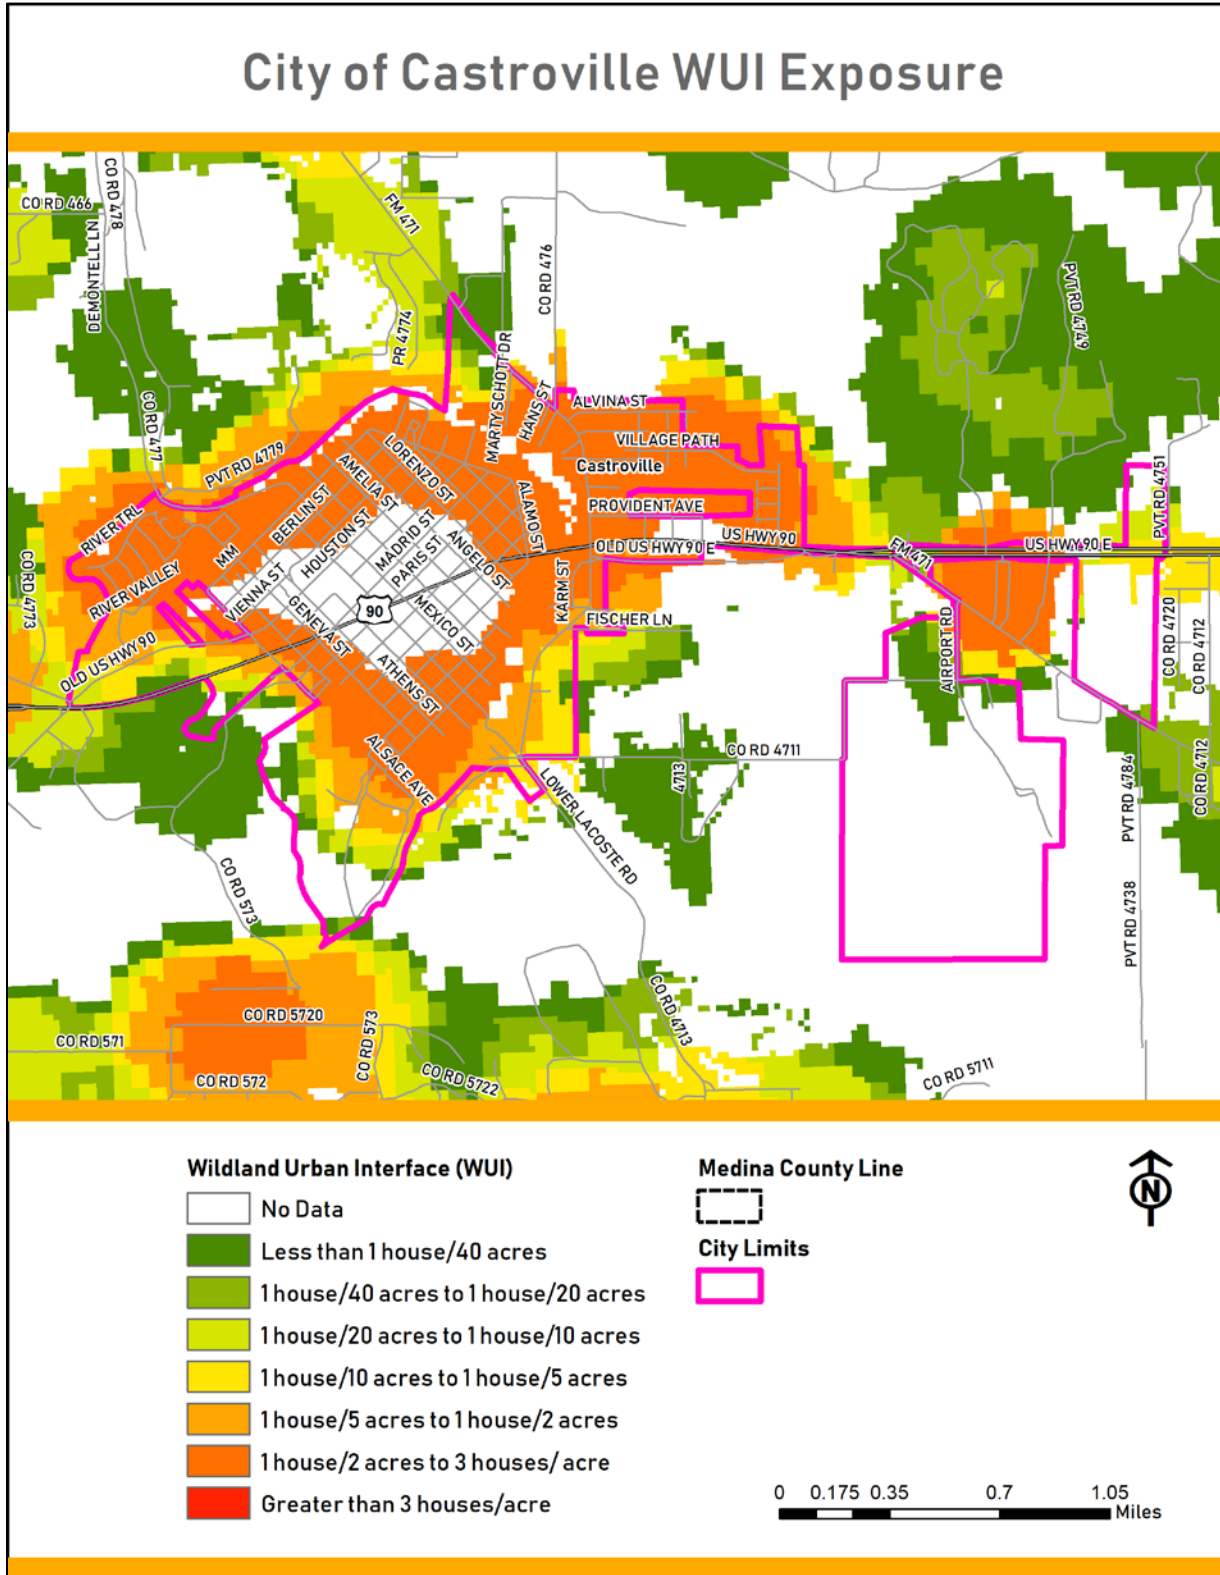 City of Castroville WUI Exposure
CO RD 466
CO RD 478
DEMONTELL LN
FM 471
CO RD 476
PR 4774
MARTY SCHOTT DR
HANS ST
PVT RD 4749
CO RD 477
PVT RD 4779
ALVINA ST
VILLAGE PATH
Castroville
LORENZO ST
AMELIA ST
BERLIN ST
HOUSTON ST
MADRID ST
PARIS ST
ANGELO ST
ALAMO ST
PROVIDENT AVE
PVT RD 4751
RIVER TRL
MM
US HWY 90
OLD US HWY 90 E
FM 471
US HWY 90 E
CO RD 4773
RIVER VALLEY
VIENNA ST
GENEVA ST
90
MEXICO ST
KARM ST
FISCHER LN
AIRPORT RD
CO RD 4720
CO RD 4712
OLD US HWY 90
ATHENS ST
ALSACE AVE
LOWER LACOSTE RD
CO RD 4711
4713
PVT RD 4784
CO RD 4712
CO RD 573
PVT RD 4738
CO RD 4713
CO RD 5720
CO RD 571
CO RD 573
CO RD 572
CO RD 5722
CO RD 5711
Wildland Urban Interface (WUI)
No Data
Less than 1 house/40 acres
1 house/40 acres to 1 house/20 acres
1 house/20 acres to 1 house/10 acres
1 house/10 acres to 1 house/5 acres
1 house/5 acres to 1 house/2 acres
1 house/2 acres to 3 houses/ acre
Greater than 3 houses/acre
Medina County Line
City Limits
N
0 0.175 0.35 0.7 1.05
Miles